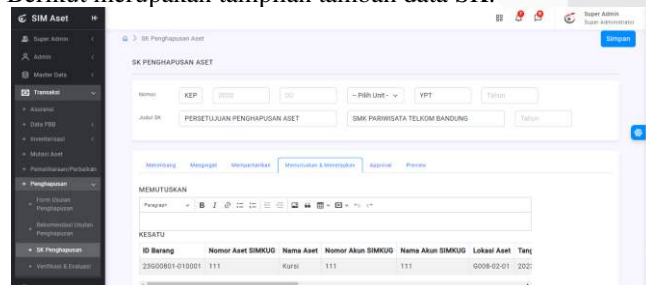 Berikut merupakan tampilan tambah data SK.
SIM Aset
Super Admin
Super Administrator
Super Admin
SK Penghapusan Aset
Simpan
Admin
Master Data
SK PENGHAPUSAN ASET
Transaksi
Asuransi
Nomor
KEP
0000
00
-- Pilih Unit --
YPT
Tahun
Data PBB
Inventarisasi
Judul SK
PERSETUJUAN PENGHAPUSAN ASET
SMK PARIWISATA TELKOM BANDUNG
Tahun
Mutasi Aset
Pemeliharaan/Perbaikan
Penghapusan
Menimbang
Mengingat
Memperhatikan
Memutuskan & Menetapkan
Approval
Preview
Form Usulan
Penghapusan
MEMUTUSKAN
Rekomendasi Usulan
Penghapusan
Paragraph
SK Penghapusan
KESATU
Verifikasi & Evaluasi
ID Barang Nomor Aset SIMKUG Nama Aset Nomor Akun SIMKUG Nama Akun SIMKUG Lokasi Aset Tang
23G00801-010001 111 Kursi 111 111 G008-02-01 202